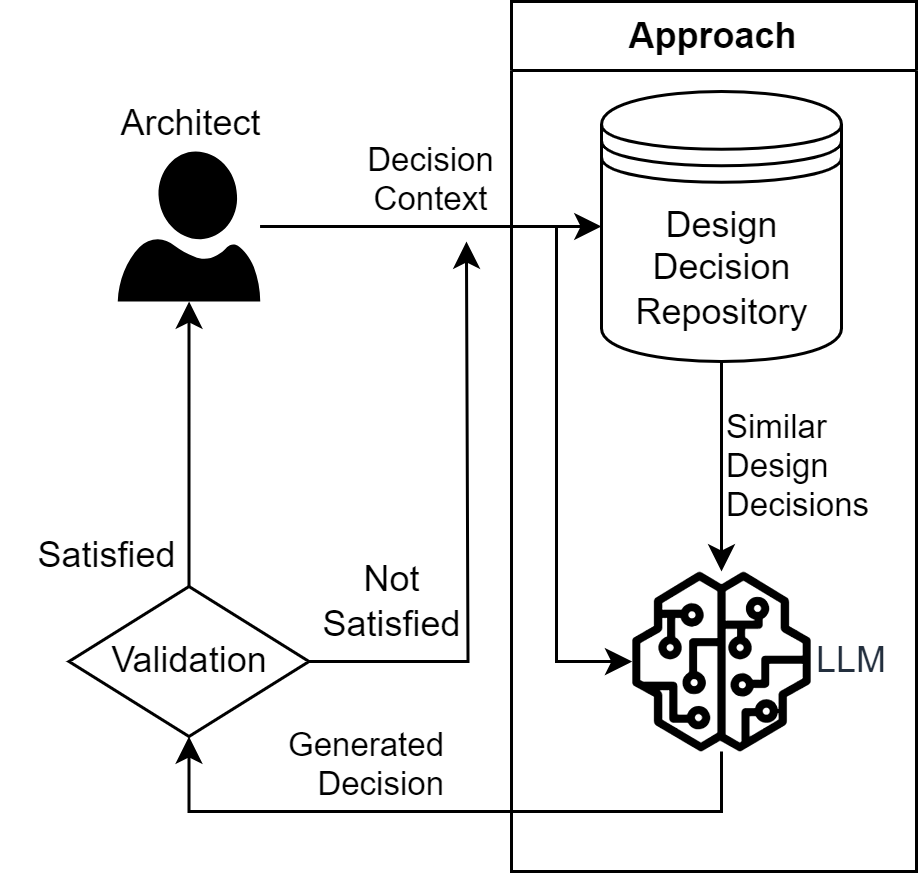 Approach
Architect
Decision
Context
Design
Decision
Repository
Similar
Design
Decisions
Satisfied
Not
Satisfied
Validation
LLM
Generated
Decision